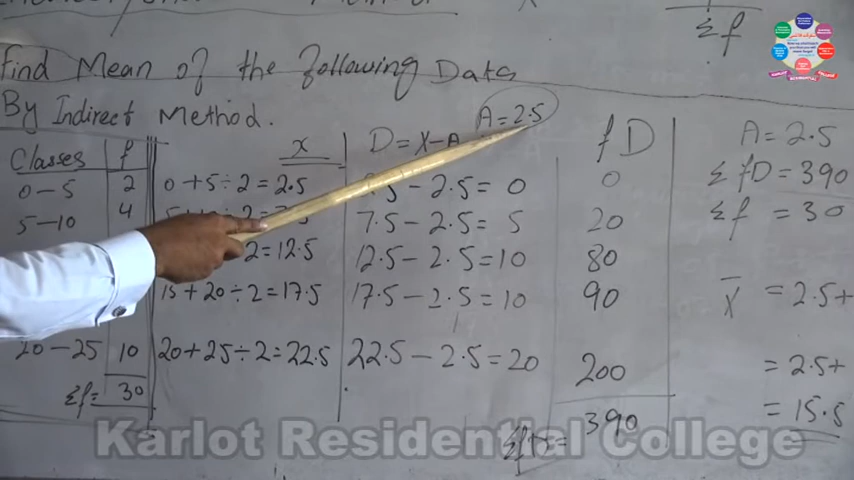 Σf
Find Mean of the following Data
By Indirect Method.
A = 2.5
Classes f x D = X - A fD
0 - 5 2 0 + 5 ÷ 2 = 2.5 - 2.5 = 0 0
5 - 10 4 7.5 - 2.5 = 5 20
2 = 12.5 12.5 - 2.5 = 10 80
15 + 20 ÷ 2 = 17.5 17.5 - 2.5 = 10 90
20 - 25 10 20 + 25 ÷ 2 = 22.5 22.5 - 2.5 = 20 200
Σf = 30 390
A = 2.5
ΣfD = 390
Σf = 30
X̄ = 2.5 +
= 2.5 +
= 15.5
Karlot Residential College